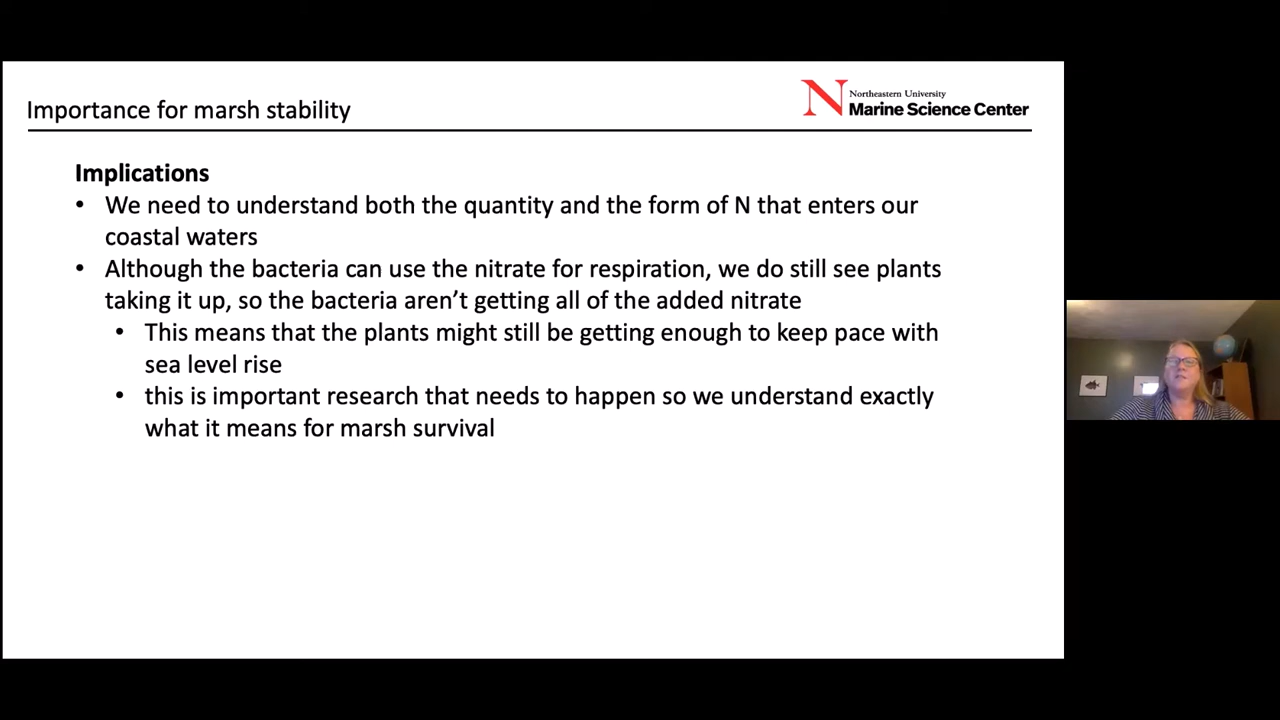 Importance for marsh stability
N Northeastern University
Marine Science Center
Implications
• We need to understand both the quantity and the form of N that enters our
coastal waters
• Although the bacteria can use the nitrate for respiration, we do still see plants
taking it up, so the bacteria aren’t getting all of the added nitrate
• This means that the plants might still be getting enough to keep pace with
sea level rise
• this is important research that needs to happen so we understand exactly
what it means for marsh survival